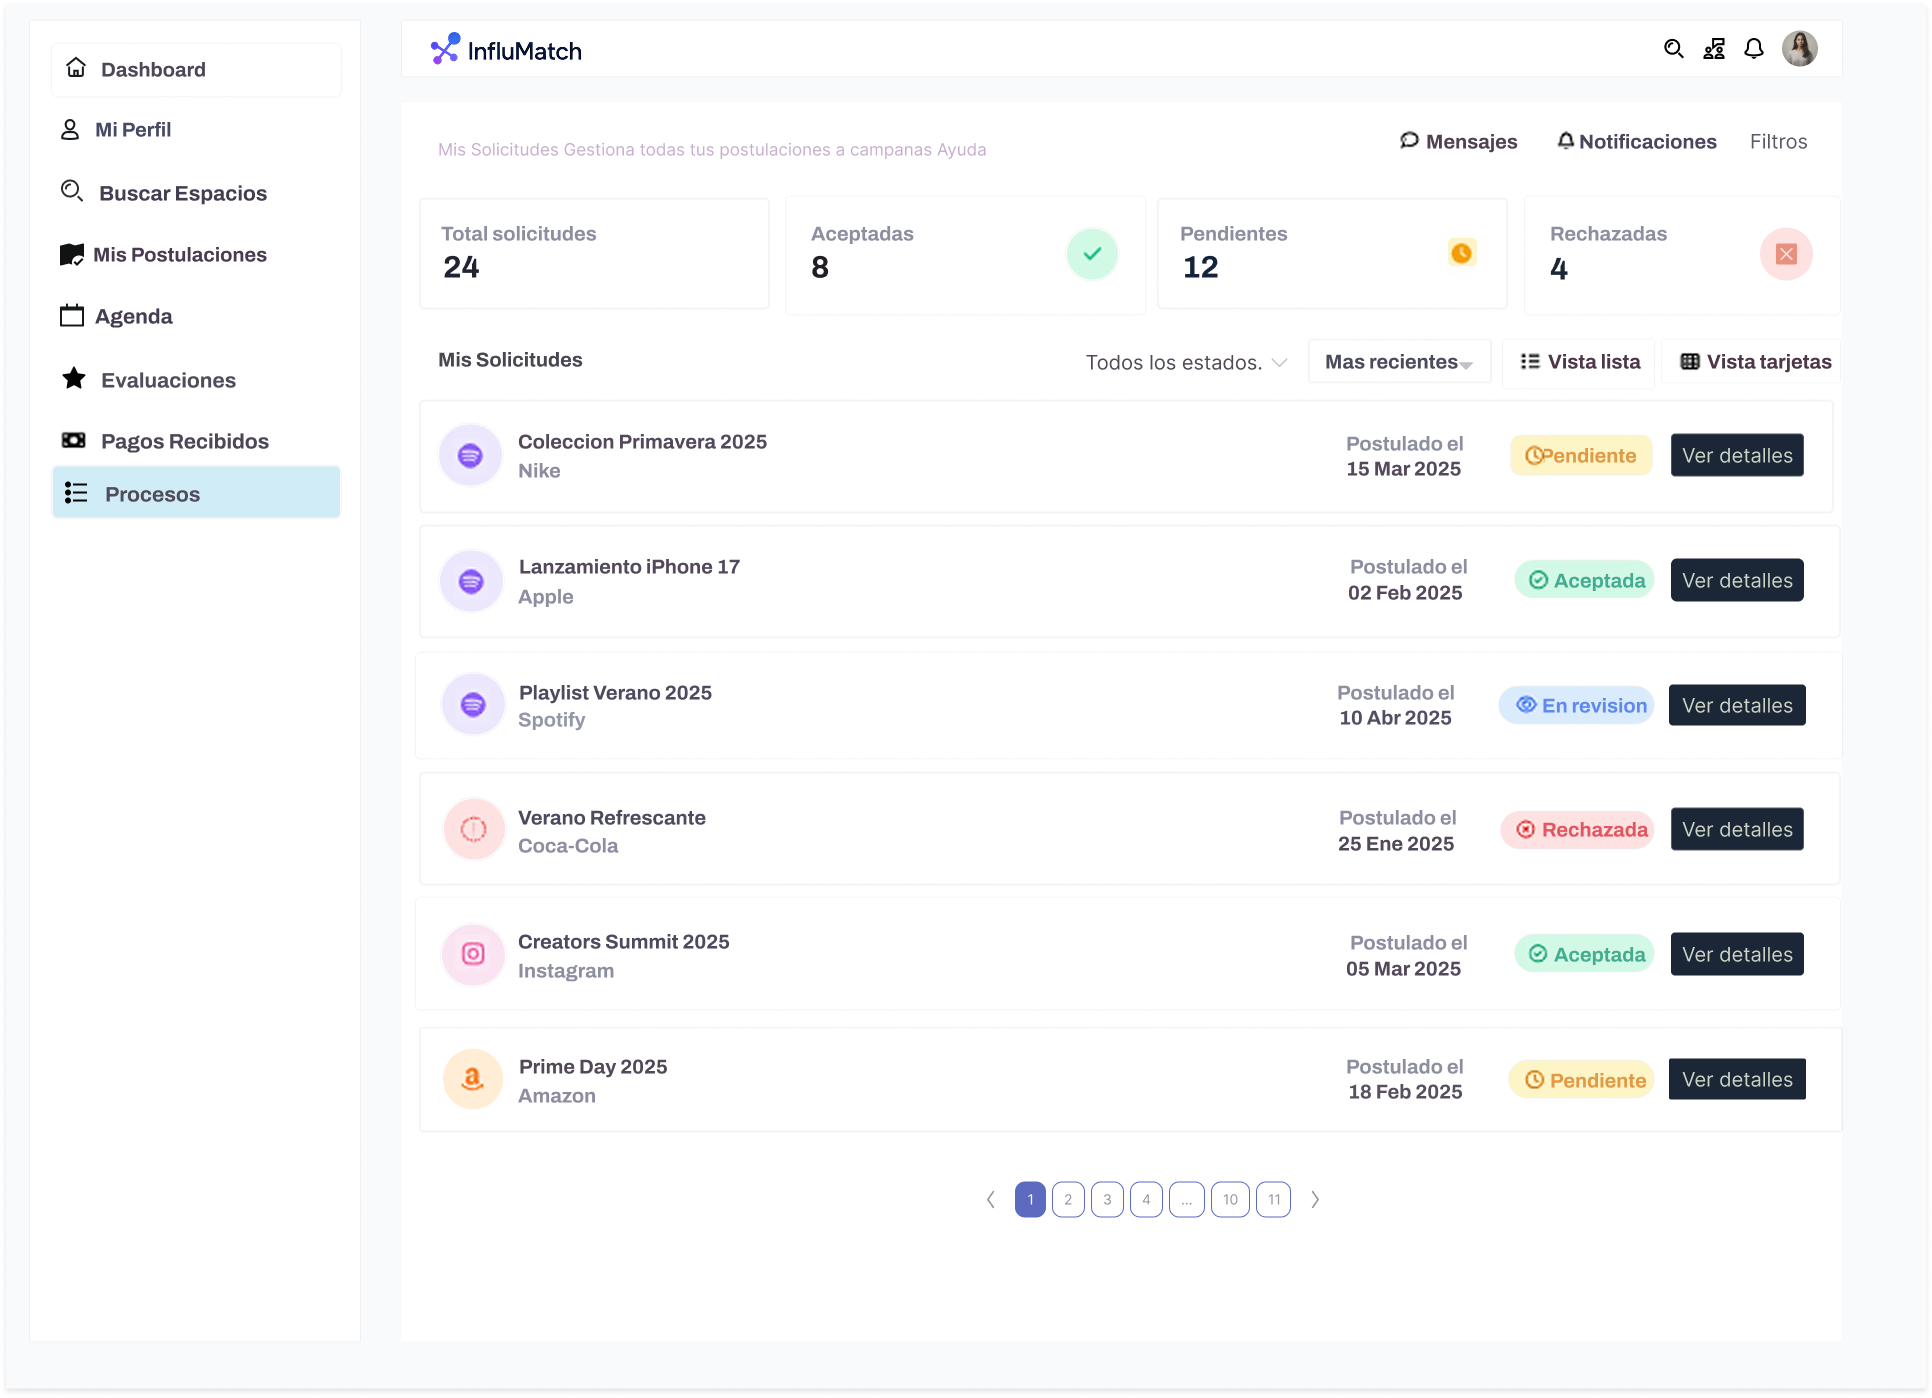 Dashboard
Mi Perfil
Buscar Espacios
Mis Postulaciones
Agenda
Evaluaciones
Pagos Recibidos
Procesos
InfluMatch
Mis Solicitudes Gestiona todas tus postulaciones a campanas Ayuda
Mensajes
Notificaciones
Filtros
Total solicitudes
24
Aceptadas
8
Pendientes
12
Rechazadas
4
Mis Solicitudes
Todos los estados.
Mas recientes
Vista lista
Vista tarjetas
Coleccion Primavera 2025
Nike
Postulado el
15 Mar 2025
Pendiente
Ver detalles
Lanzamiento iPhone 17
Apple
Postulado el
02 Feb 2025
Aceptada
Ver detalles
Playlist Verano 2025
Spotify
Postulado el
10 Abr 2025
En revision
Ver detalles
Verano Refrescante
Coca-Cola
Postulado el
25 Ene 2025
Rechazada
Ver detalles
Creators Summit 2025
Instagram
Postulado el
05 Mar 2025
Aceptada
Ver detalles
Prime Day 2025
Amazon
Postulado el
18 Feb 2025
Pendiente
Ver detalles
1 2 3 4 ... 10 11